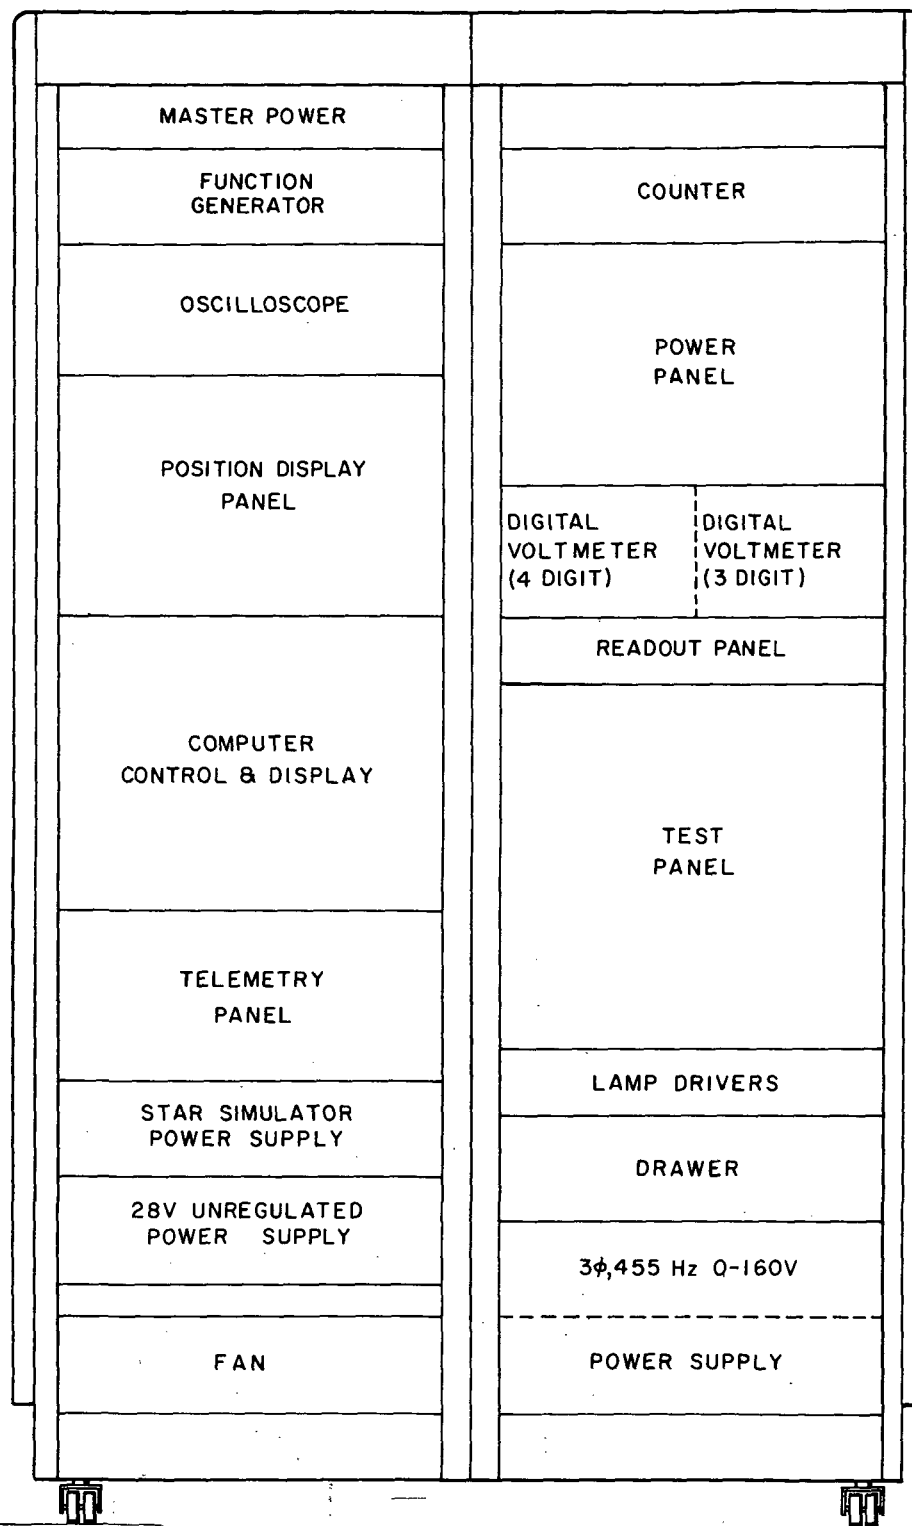 MASTER POWER
FUNCTION
GENERATOR
OSCILLOSCOPE
POSITION DISPLAY
PANEL
COMPUTER
CONTROL & DISPLAY
TELEMETRY
PANEL
STAR SIMULATOR
POWER SUPPLY
28V UNREGULATED
POWER SUPPLY
FAN
COUNTER
POWER
PANEL
DIGITAL
VOLTMETER
(4 DIGIT)
DIGITAL
VOLTMETER
(3 DIGIT)
READOUT PANEL
TEST
PANEL
LAMP DRIVERS
DRAWER
3ϕ,455 Hz 0-160V
POWER SUPPLY